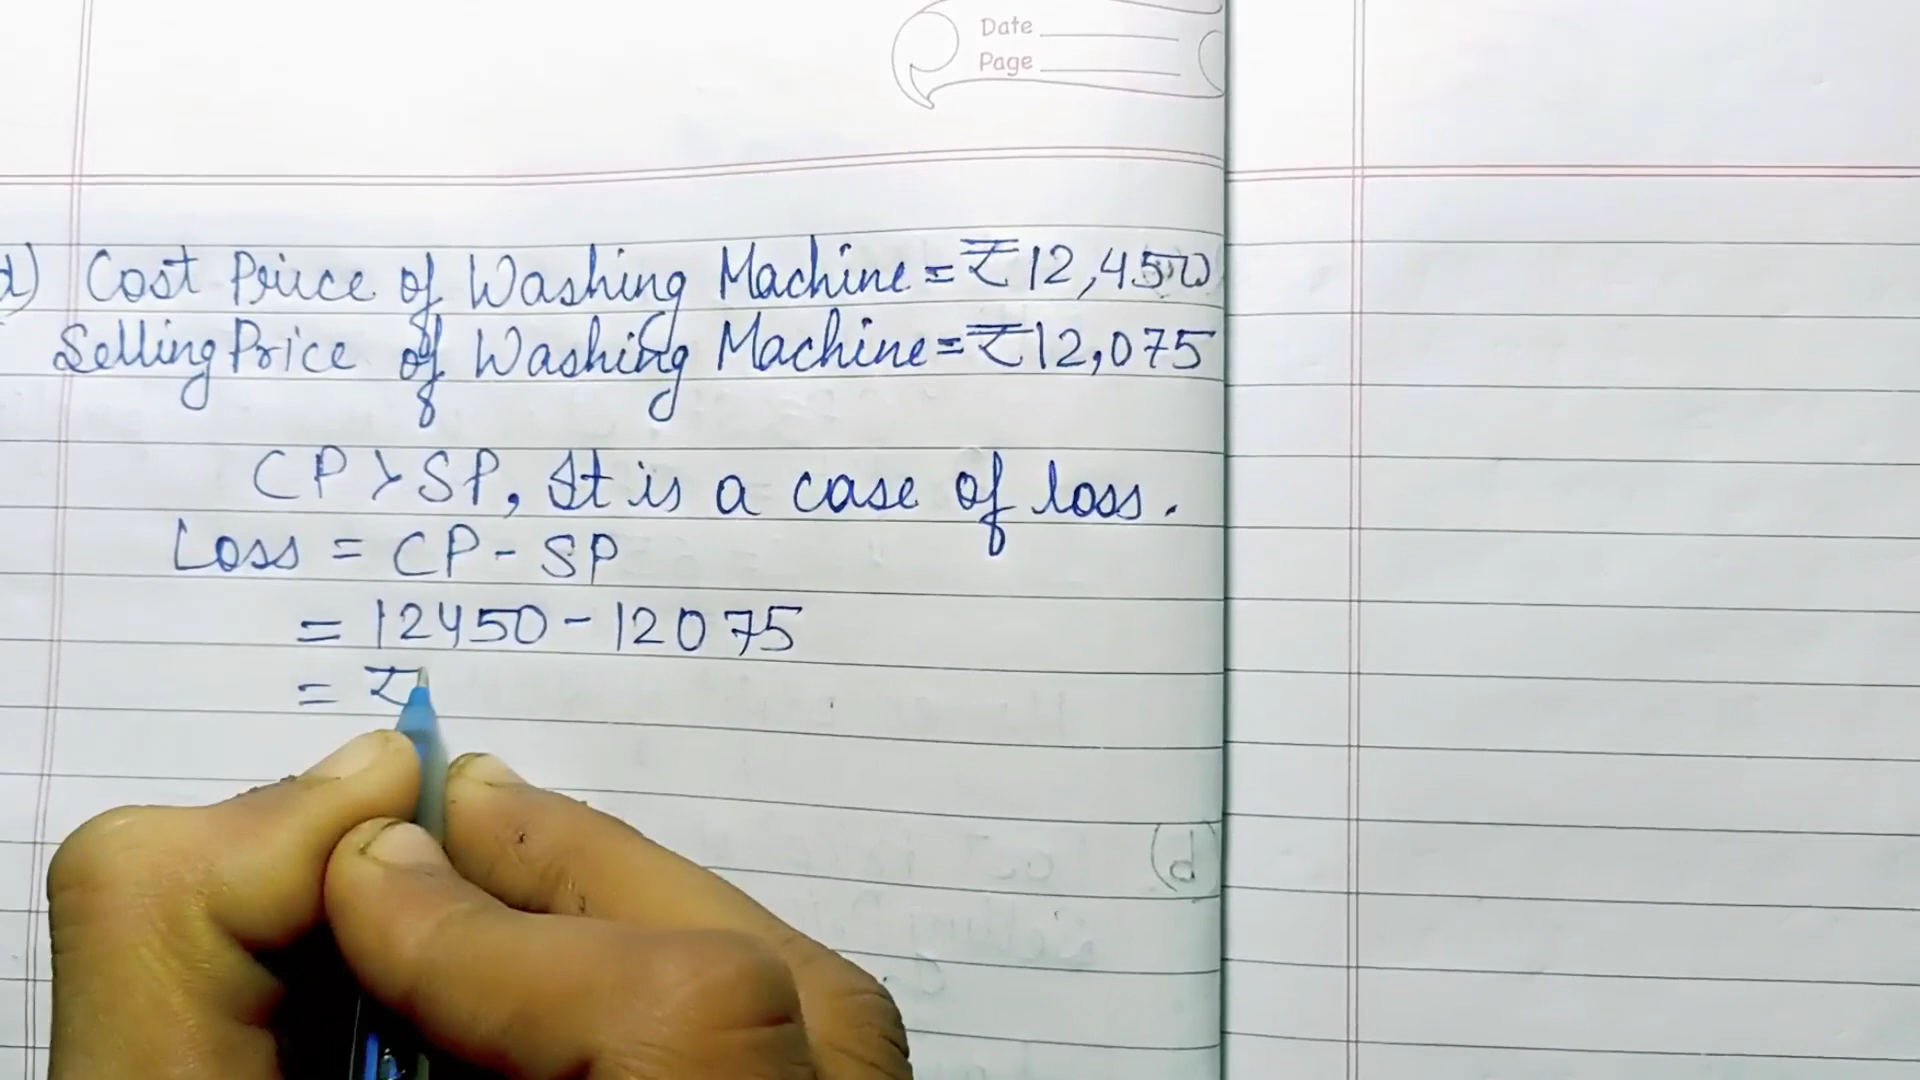 Date
Page
d) Cost Price of Washing Machine = ₹12,450
Selling Price of Washing Machine = ₹12,075
CP > SP, It is a case of loss.
Loss = CP - SP
= 12450 - 12075
= ₹
(d